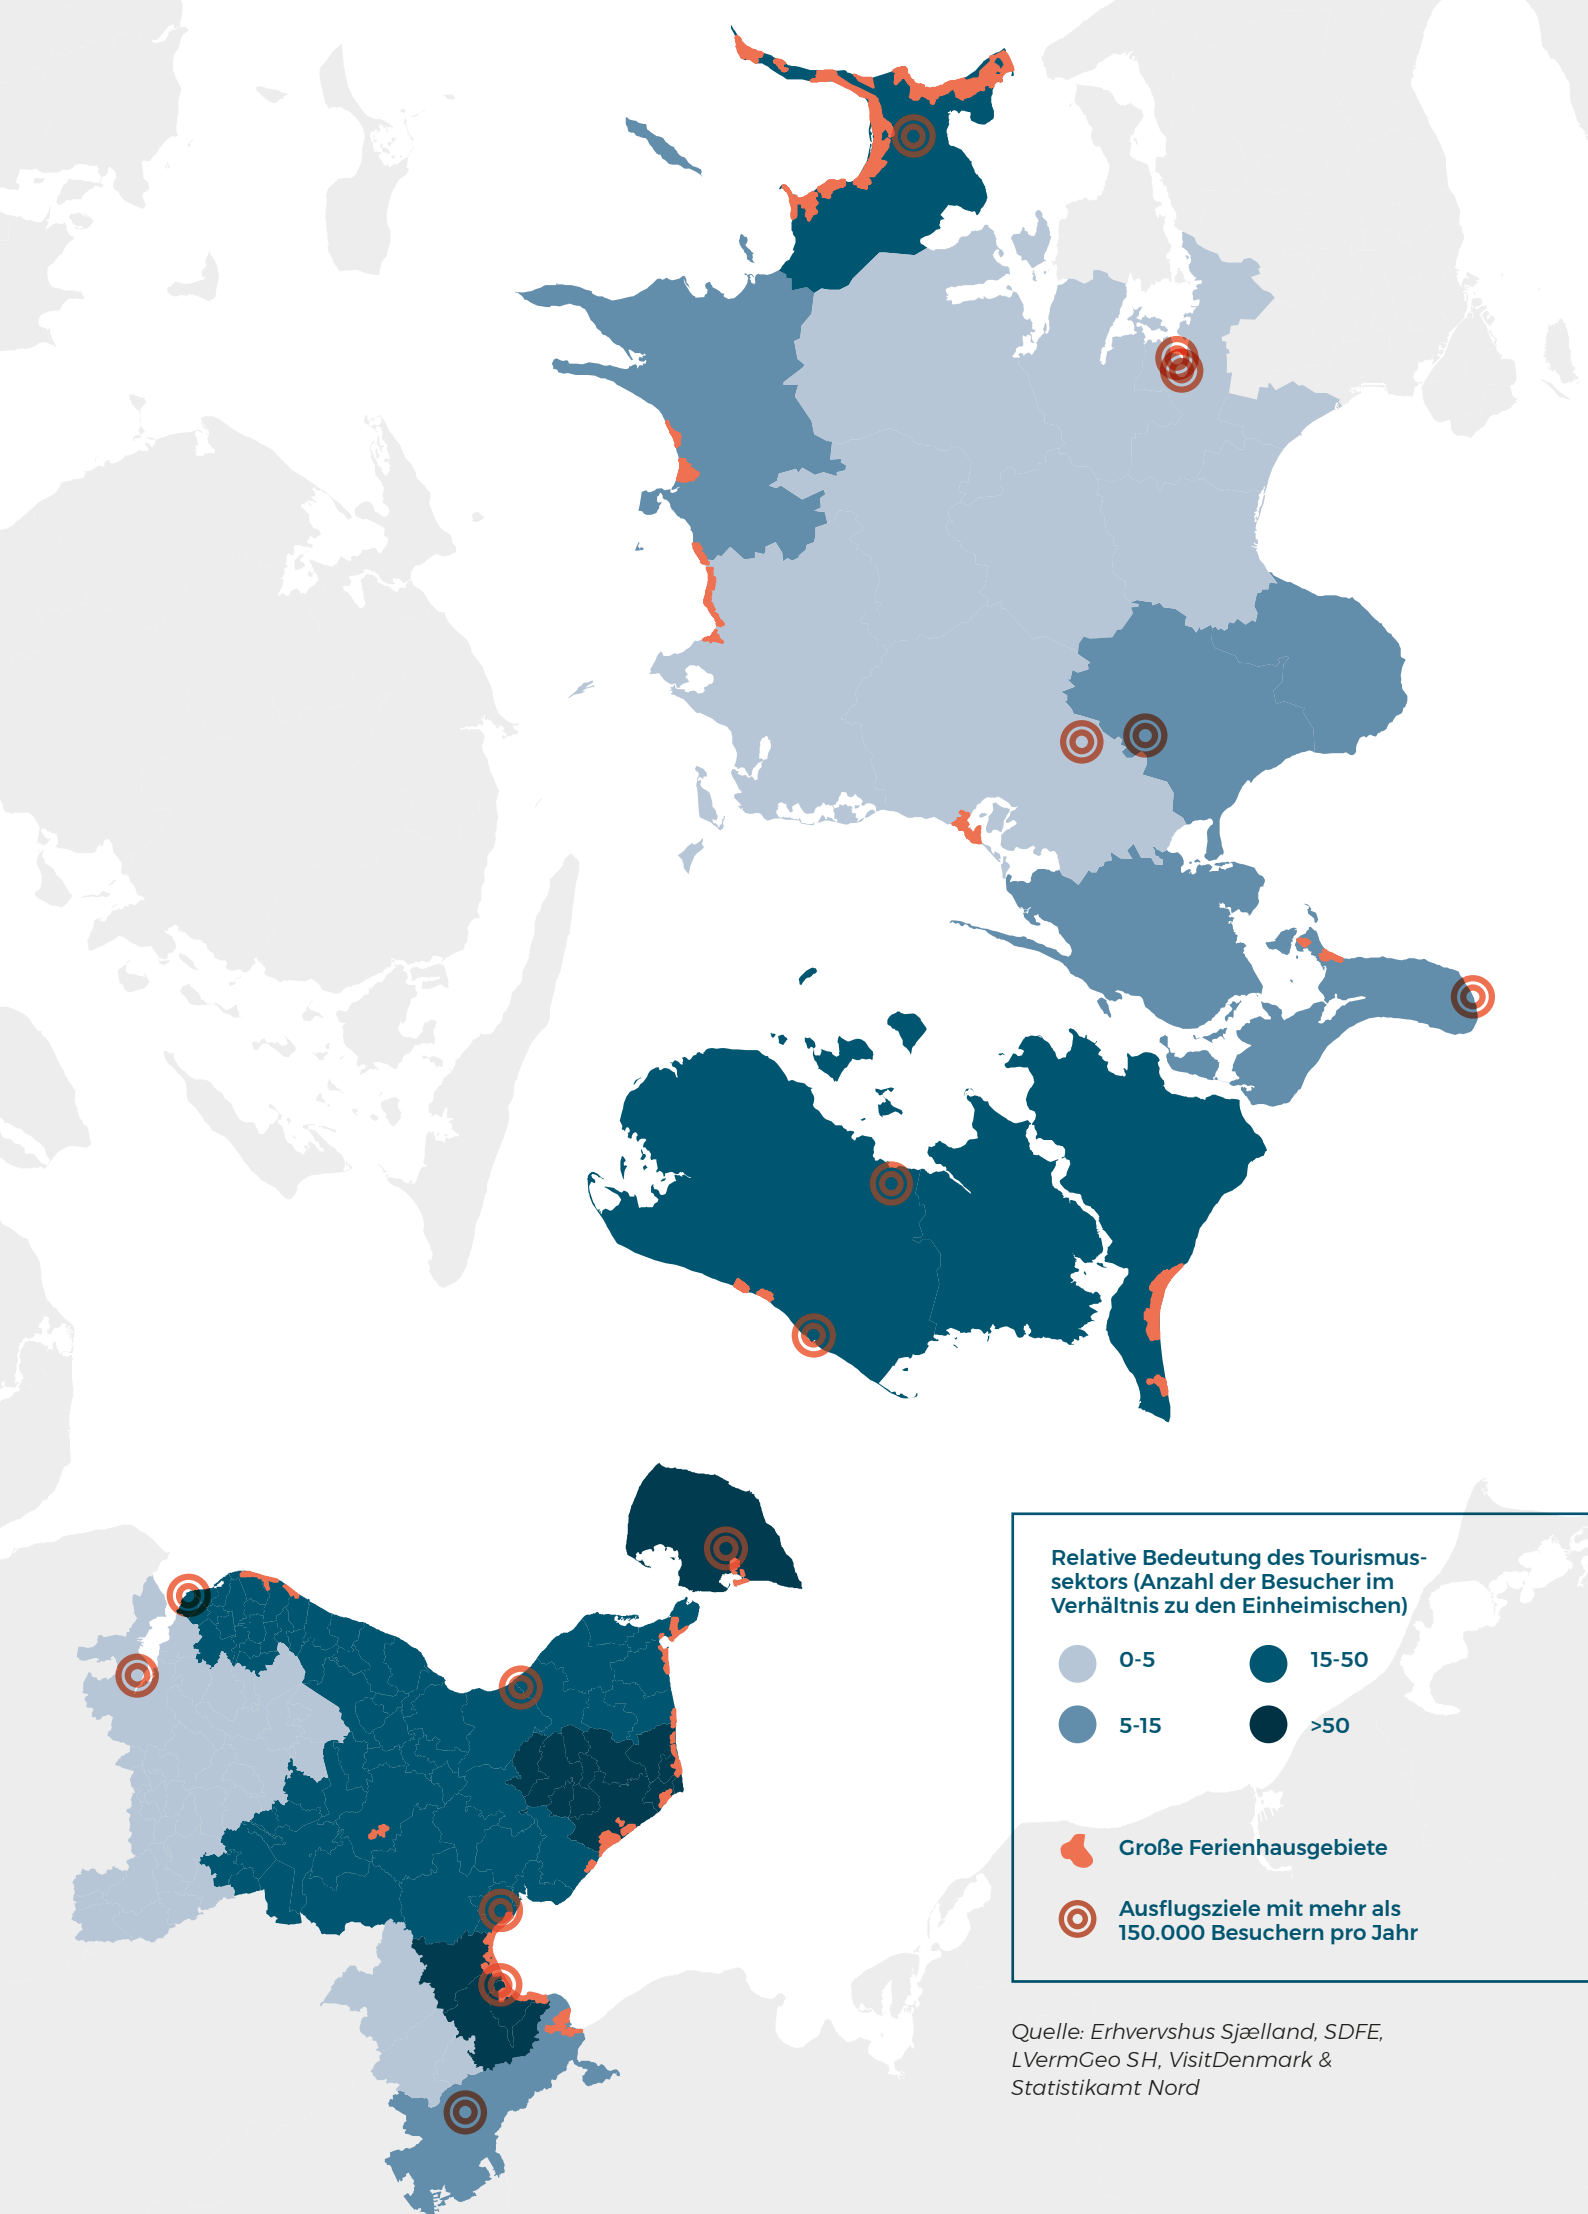 Relative Bedeutung des Tourismus-
sektors (Anzahl der Besucher im
Verhältnis zu den Einheimischen)
0-5
15-50
5-15
>50
Große Ferienhausgebiete
Ausflugsziele mit mehr als
150.000 Besuchern pro Jahr
Quelle: Erhvervshus Sjælland, SDFE,
LVermGeo SH, VisitDenmark &
Statistikamt Nord